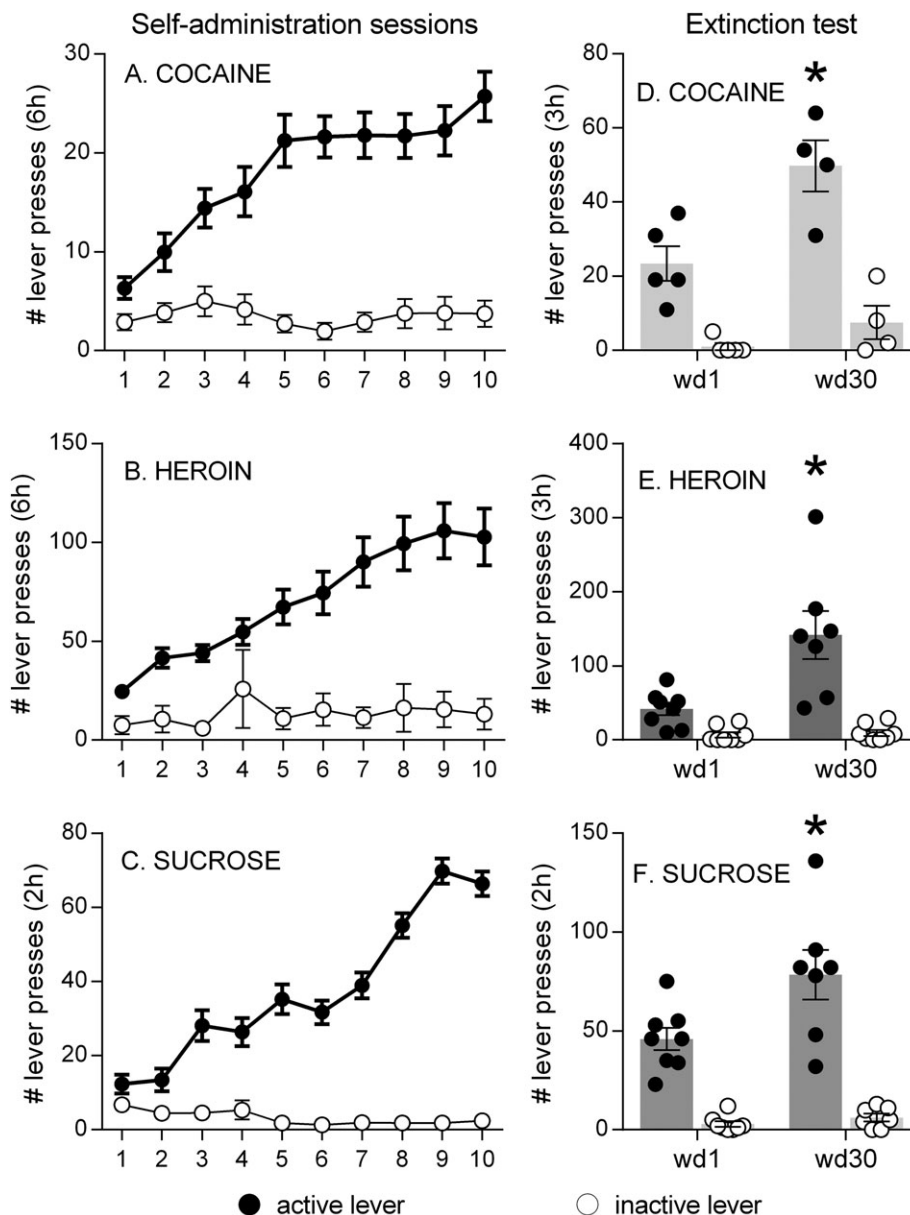 Self-administration sessions
Extinction test
A. COCAINE
# lever presses (6h)
30
20
10
0
1 2 3 4 5 6 7 8 9 10
D. COCAINE
*
# lever presses (3h)
80
60
40
20
0
wd1 wd30
B. HEROIN
# lever presses (6h)
150
100
50
0
1 2 3 4 5 6 7 8 9 10
E. HEROIN
*
# lever presses (3h)
400
300
200
100
0
wd1 wd30
C. SUCROSE
# lever presses (2h)
80
60
40
20
0
1 2 3 4 5 6 7 8 9 10
F. SUCROSE
*
# lever presses (2h)
150
100
50
0
wd1 wd30
active lever
inactive lever